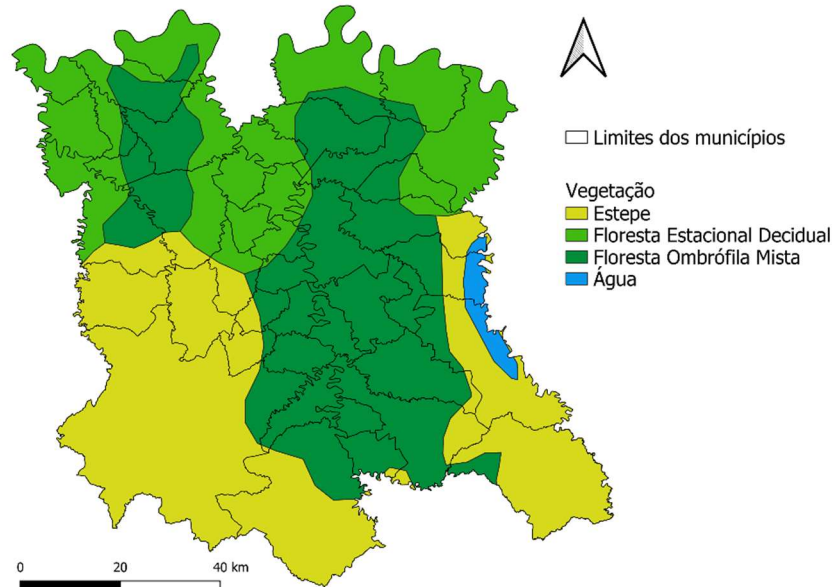 Limites dos municípios
Vegetação
Estepe
Floresta Estacional Decidual
Floresta Ombrófila Mista
Água
0 20 40 km